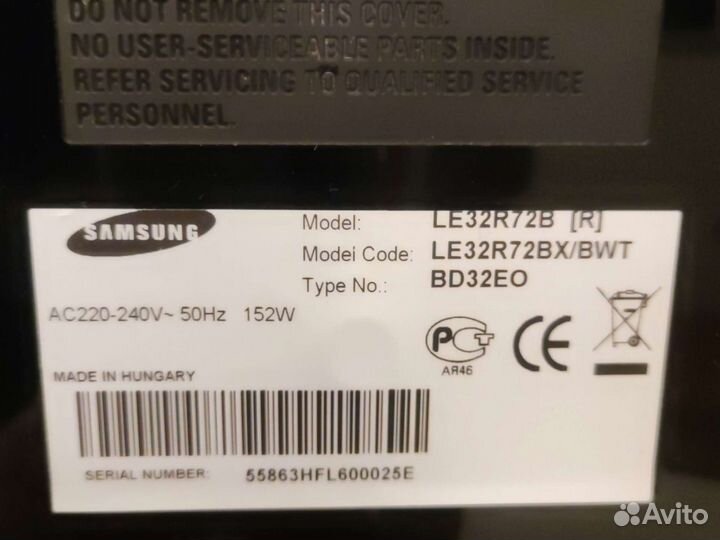 DO NOT REMOVE THIS COVER.
NO USER-SERVICEABLE PARTS INSIDE.
REFER SERVICING TO QUALIFIED SERVICE
PERSONNEL.
SAMSUNG
Model: LE32R72B [R]
Model Code: LE32R72BX/BWT
Type No.: BD32EO
AC220-240V~ 50Hz 152W
РСТ
АЯ46
CE
MADE IN HUNGARY
SERIAL NUMBER: 55863HFL600025E
Avito